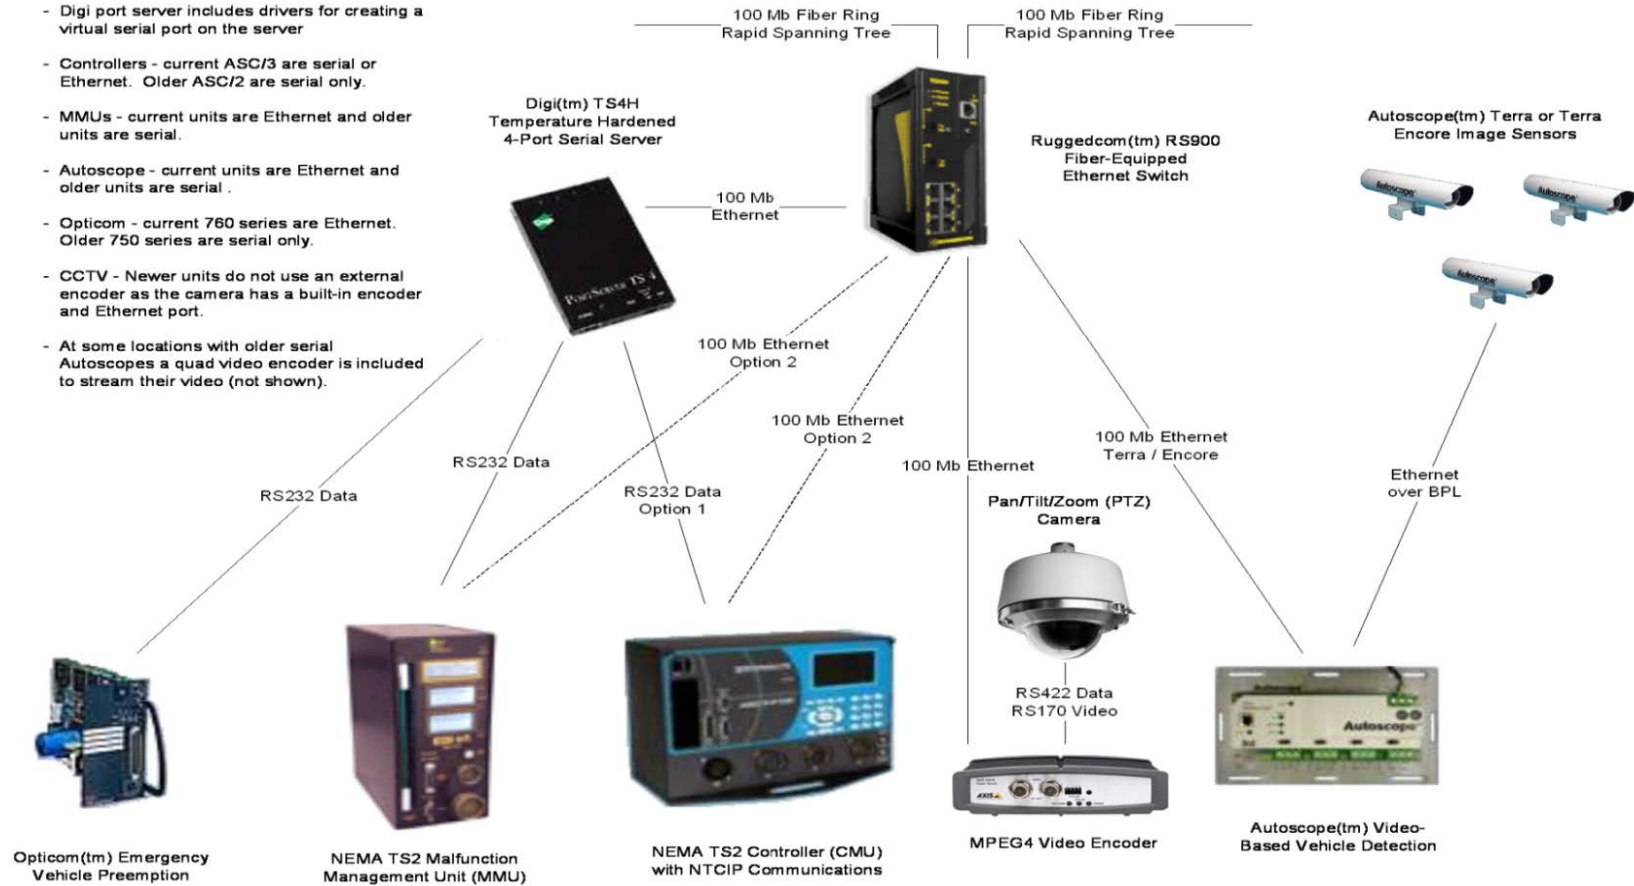 - Digi port server includes drivers for creating a
virtual serial port on the server
- Controllers - current ASC/3 are serial or
Ethernet. Older ASC/2 are serial only.
- MMUs - current units are Ethernet and older
units are serial.
- Autoscope - current units are Ethernet and
older units are serial .
- Opticom - current 760 series are Ethernet.
Older 750 series are serial only.
- CCTV - Newer units do not use an external
encoder as the camera has a built-in encoder
and Ethernet port.
- At some locations with older serial
Autoscopes a quad video encoder is included
to stream their video (not shown).
100 Mb Fiber Ring
Rapid Spanning Tree
100 Mb Fiber Ring
Rapid Spanning Tree
Digi(tm) TS4H
Temperature Hardened
4-Port Serial Server
Ruggedcom(tm) RS900
Fiber-Equipped
Ethernet Switch
Autoscope(tm) Terra or Terra
Encore Image Sensors
Autoscope
Autoscope
Autoscope
100 Mb
Ethernet
Digi
PortServer TS 4
100 Mb Ethernet
Option 2
100 Mb Ethernet
Option 2
100 Mb Ethernet
Terra / Encore
RS232 Data
RS232 Data
RS232 Data
Option 1
100 Mb Ethernet
Ethernet
over BPL
Pan/Tilt/Zoom (PTZ)
Camera
RS422 Data
RS170 Video
Autoscope
Autoscope
AXIS
Opticom(tm) Emergency
Vehicle Preemption
NEMA TS2 Malfunction
Management Unit (MMU)
NEMA TS2 Controller (CMU)
with NTCIP Communications
MPEG4 Video Encoder
Autoscope(tm) Video-
Based Vehicle Detection